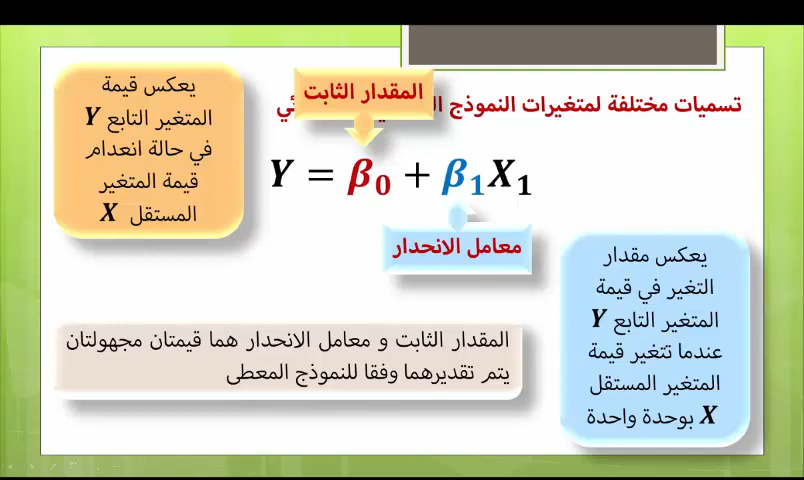 تسميات مختلفة لمتغيرات النموذج
المقدار الثابت
Y = β₀ + β₁X₁
معامل الانحدار
يعكس قيمة
المتغير التابع Y
في حالة انعدام
قيمة المتغير
المستقل X
يعكس مقدار
التغير في قيمة
المتغير التابع Y
عندما تتغير قيمة
المتغير المستقل
X بوحدة واحدة
المقدار الثابت و معامل الانحدار هما قيمتان مجهولتان
يتم تقديرهما وفقا للنموذج المعطى